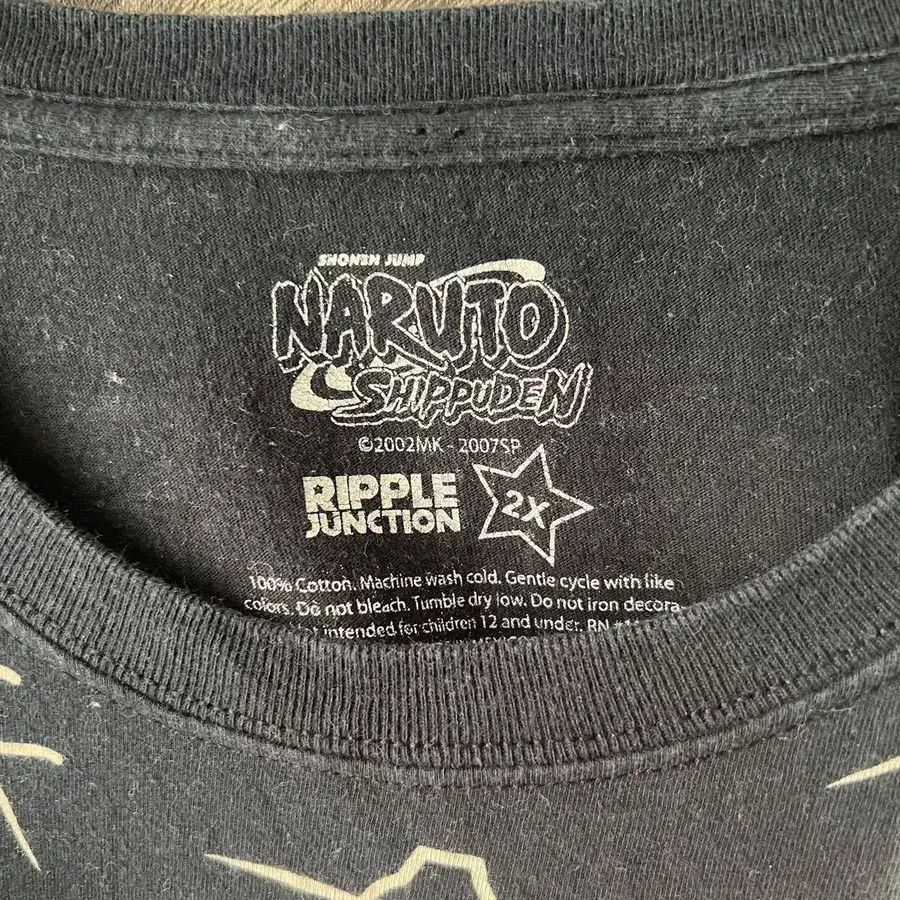 SHONEN JUMP
NARUTO
SHIPPUDEN
©2002MK - 2007SP
RIPPLE
JUNCTION
2X
100% Cotton. Machine wash cold. Gentle cycle with like
colors. Do not bleach. Tumble dry low. Do not iron decora-
intended for children 12 and under. RN